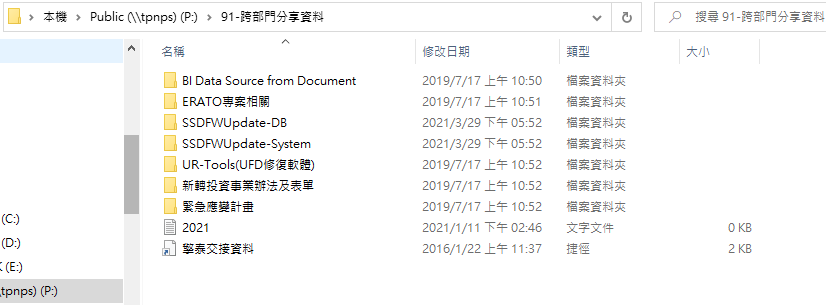 本機 > Public (\\tpnps) (P:) > 91-跨部門分享資料
搜尋 91-跨部門分享資料
名稱 修改日期 類型 大小
BI Data Source from Document 2019/7/17 上午 10:50 檔案資料夾
ERATO專案相關 2019/7/17 上午 10:51 檔案資料夾
SSDFWUpdate-DB 2021/3/29 下午 05:52 檔案資料夾
SSDFWUpdate-System 2021/3/29 下午 05:52 檔案資料夾
UR-Tools(UFD修復軟體) 2019/7/17 上午 10:52 檔案資料夾
新轉投資事業辦法及表單 2019/7/17 上午 10:52 檔案資料夾
緊急應變計畫 2019/7/17 上午 10:52 檔案資料夾
2021 2021/1/11 下午 02:46 文字文件 0 KB
擎泰交接資料 2016/1/22 上午 11:37 捷徑 2 KB
(C:)
(D:)
(E:)
\tpnps) (P:)